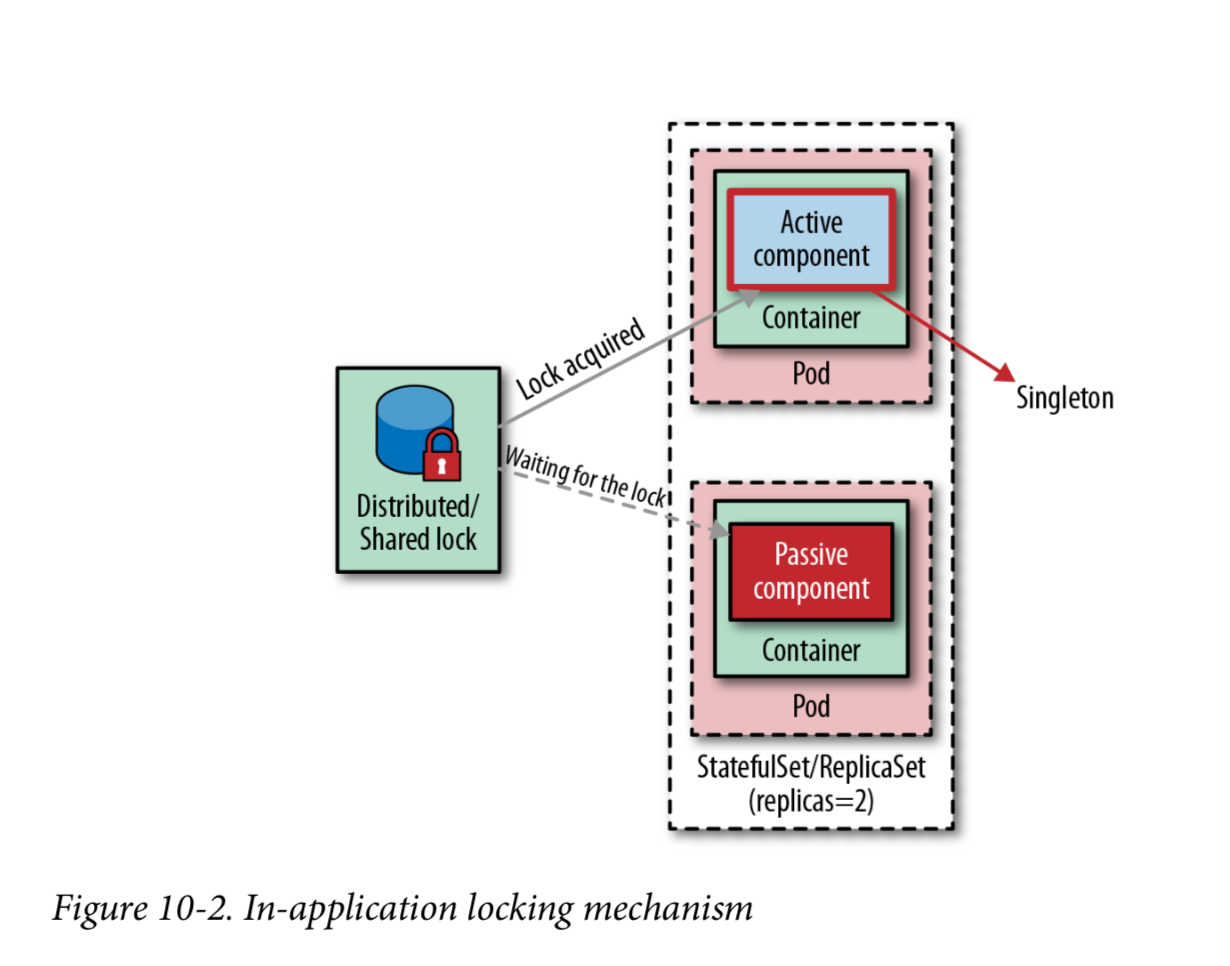 Active
component
Container
Pod
Lock acquired
Singleton
Distributed/
Shared lock
Waiting for the lock
Passive
component
Container
Pod
StatefulSet/ReplicaSet
(replicas=2)
Figure 10-2. In-application locking mechanism